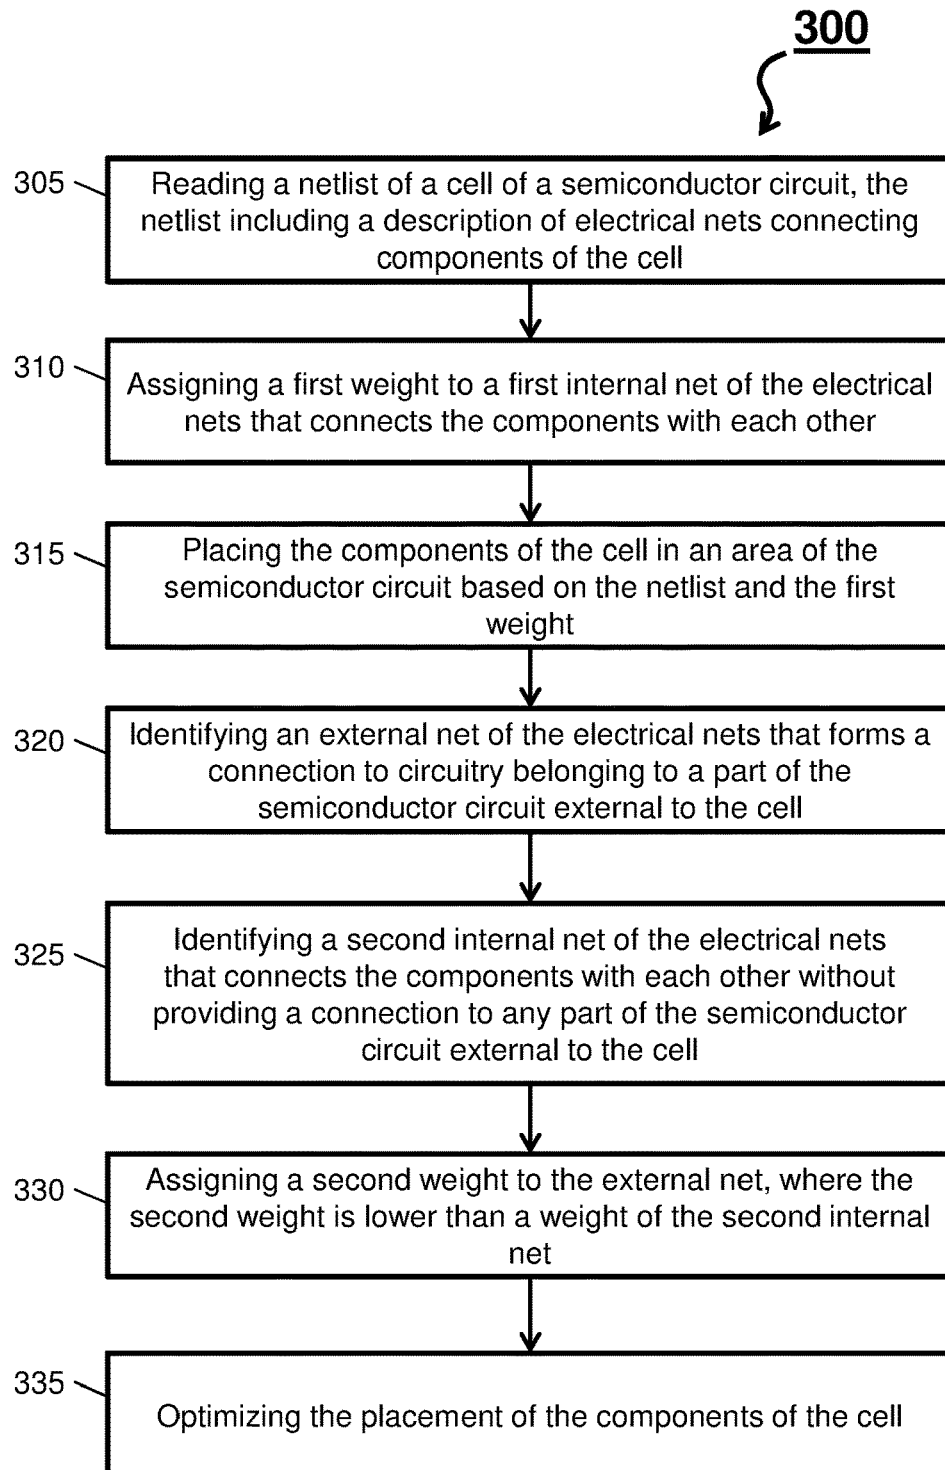 300
305
Reading a netlist of a cell of a semiconductor circuit, the
netlist including a description of electrical nets connecting
components of the cell
310
Assigning a first weight to a first internal net of the electrical
nets that connects the components with each other
315
Placing the components of the cell in an area of the
semiconductor circuit based on the netlist and the first
weight
320
Identifying an external net of the electrical nets that forms a
connection to circuitry belonging to a part of the
semiconductor circuit external to the cell
325
Identifying a second internal net of the electrical nets
that connects the components with each other without
providing a connection to any part of the semiconductor
circuit external to the cell
330
Assigning a second weight to the external net, where the
second weight is lower than a weight of the second internal
net
335
Optimizing the placement of the components of the cell